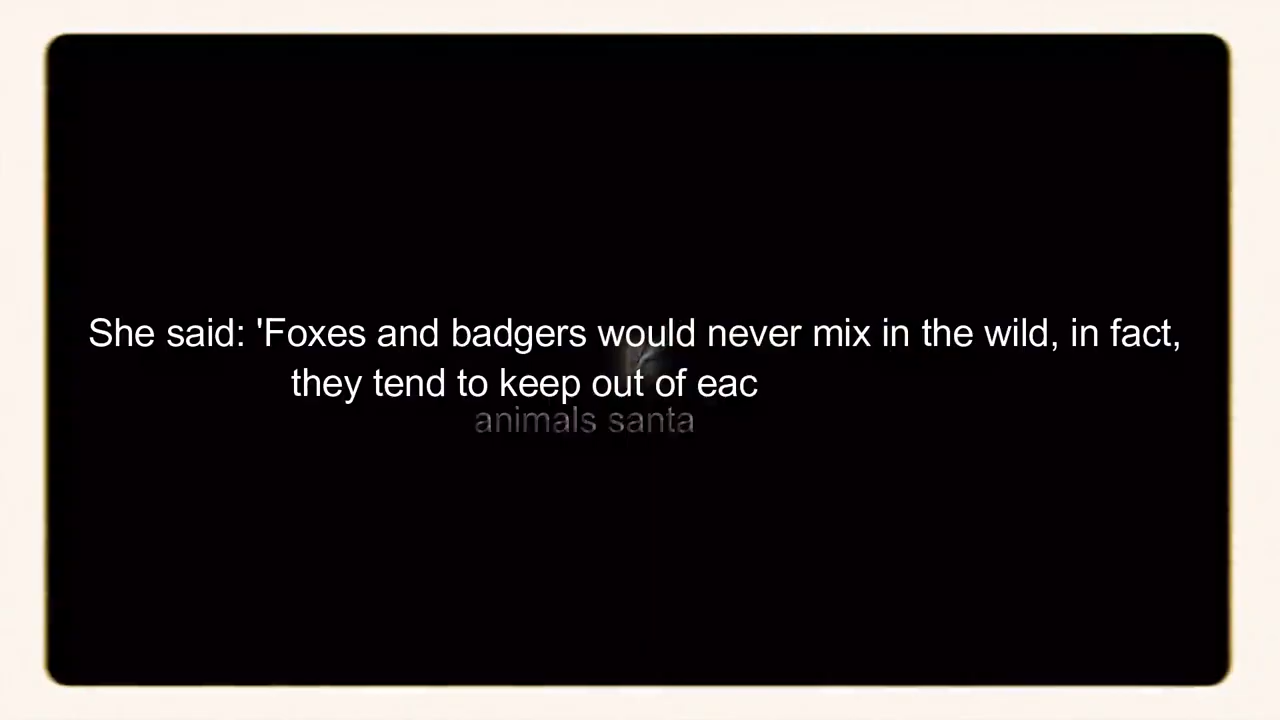 She said: 'Foxes and badgers would never mix in the wild, in fact,
they tend to keep out of eac
animals santa